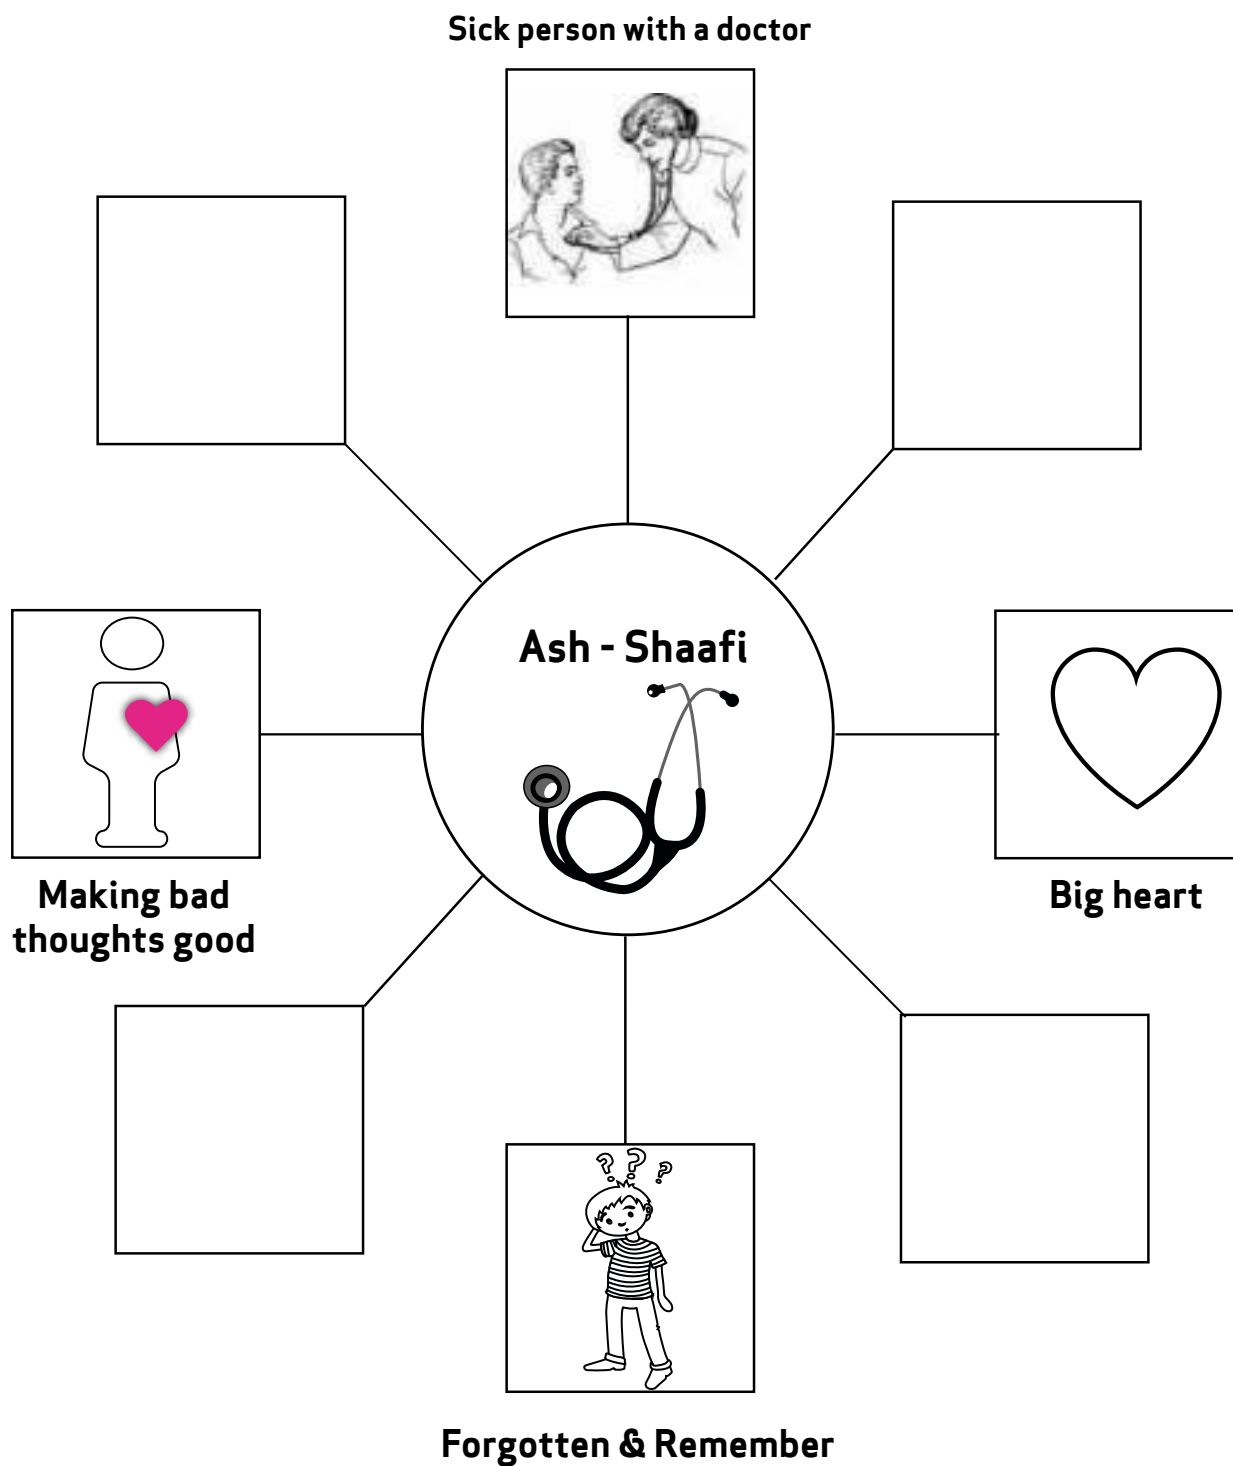 Sick person with a doctor
Ash - Shaafi
Making bad
thoughts good
Big heart
? ? ?
Forgotten & Remember